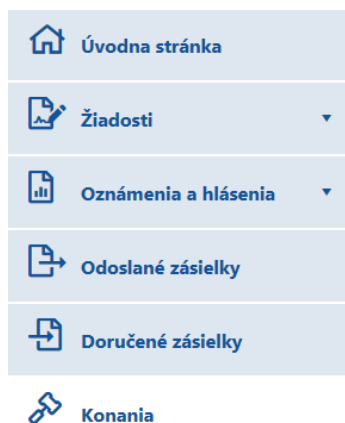 Úvodna stránka
Žiadosti
Oznámenia a hlásenia
Odoslané zásielky
Doručené zásielky
Konania